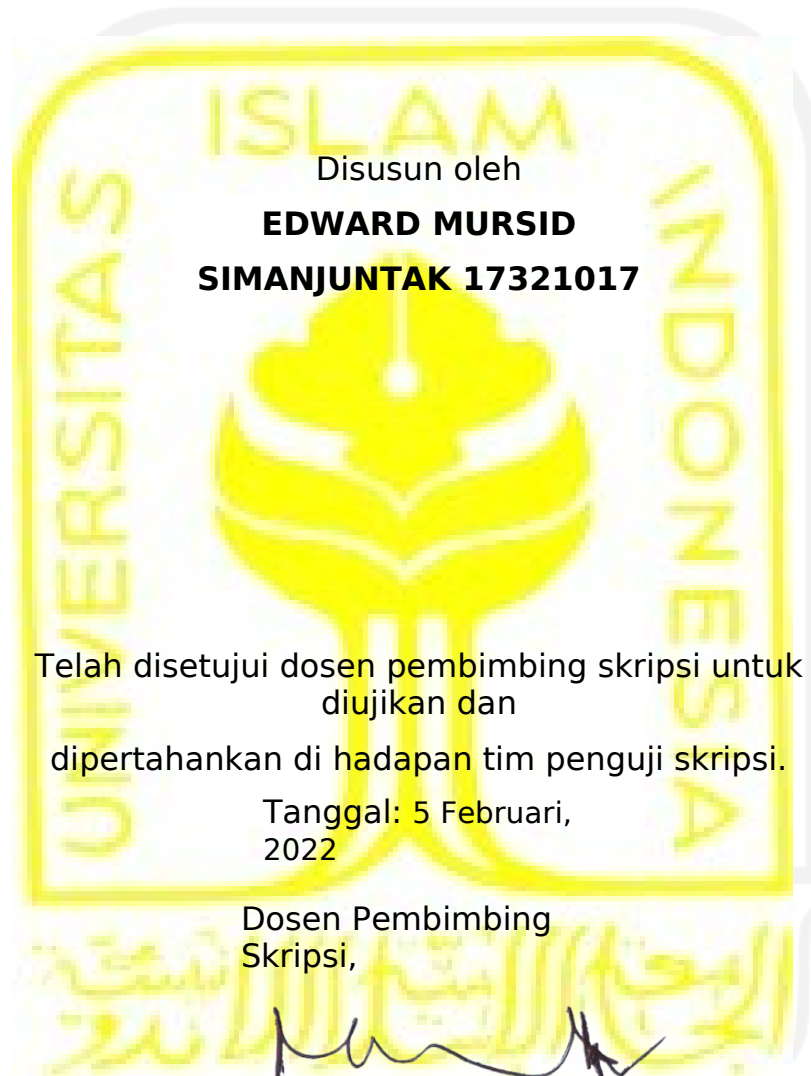 ISLAM
UNIVERSITAS
INDONESIA
Disusun oleh
EDWARD MURSID
SIMANJUNTAK 17321017
Telah disetujui dosen pembimbing skripsi untuk
diujikan dan
dipertahankan di hadapan tim penguji skripsi.
Tanggal: 5 Februari,
2022
Dosen Pembimbing
Skripsi,